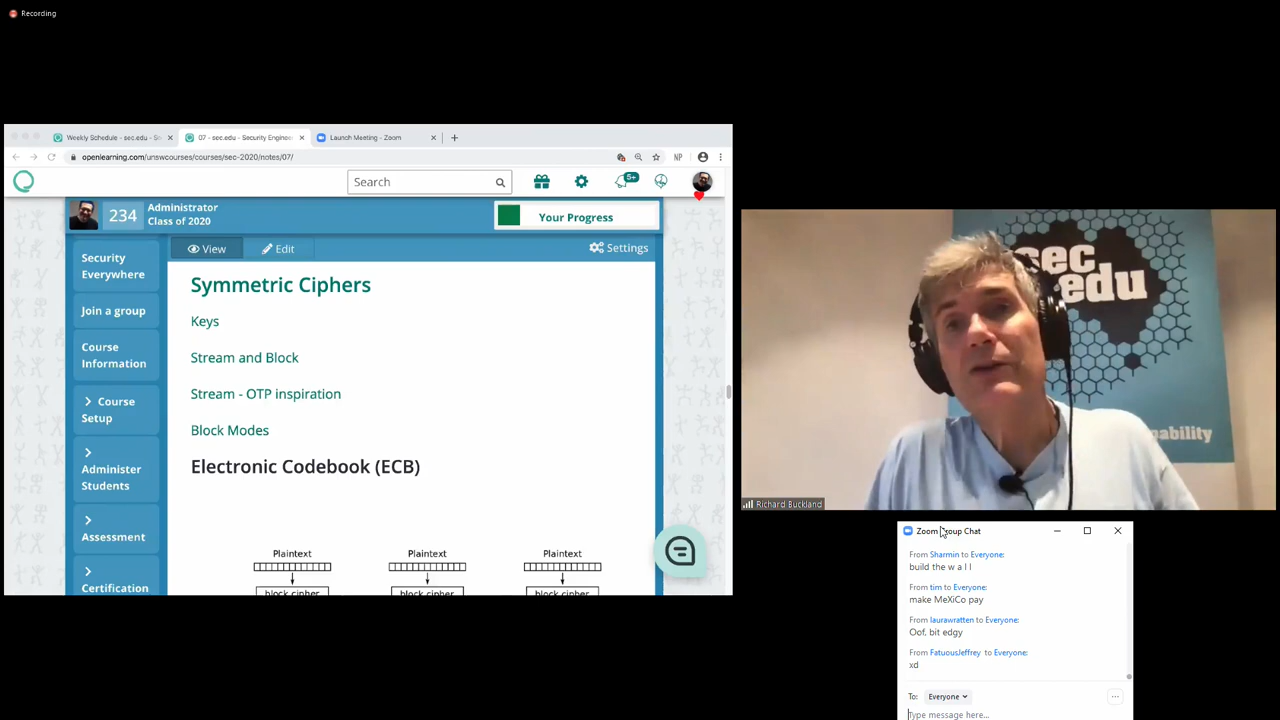 Recording
Weekly Schedule - sec.edu - Se
07 - sec.edu - Security Enginee
Launch Meeting - Zoom
openlearning.com/unswcourses/courses/sec-2020/notes/07/
NP
Search
5+
234
Administrator
Class of 2020
Your Progress
View
Edit
Settings
Security
Everywhere
Join a group
Course
Information
Course
Setup
Administer
Students
Assessment
Certification
Symmetric Ciphers
Keys
Stream and Block
Stream - OTP inspiration
Block Modes
Electronic Codebook (ECB)
Plaintext
Plaintext
Plaintext
block cipher
block cipher
block cipher
sec
edu
Richard Buckland
Zoom Group Chat
From Sharmin to Everyone:
build the w a l l
From tim to Everyone:
make MeXiCo pay
From laurawratten to Everyone:
Oof, bit edgy
From FatuousJeffrey to Everyone:
xd
To: Everyone
Type message here...